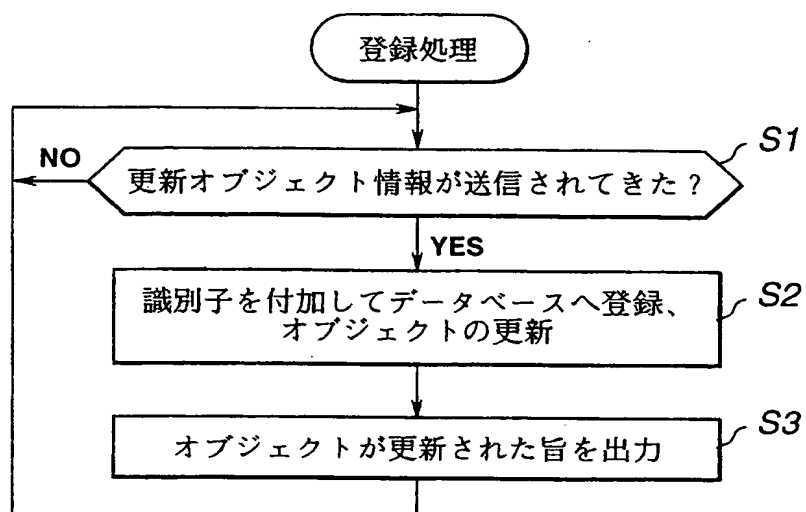 登録処理
S1
NO
更新オブジェクト情報が送信されてきた？
YES
識別子を付加してデータベースへ登録、
オブジェクトの更新
S2
オブジェクトが更新された旨を出力
S3